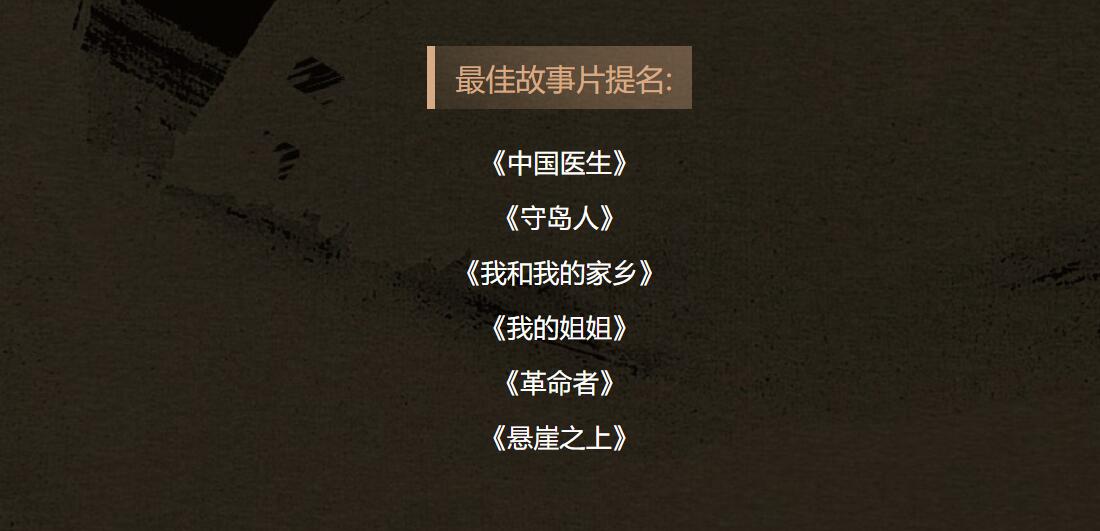 最佳故事片提名:
《中国医生》
《守岛人》
《我和我的家乡》
《我的姐姐》
《革命者》
《悬崖之上》